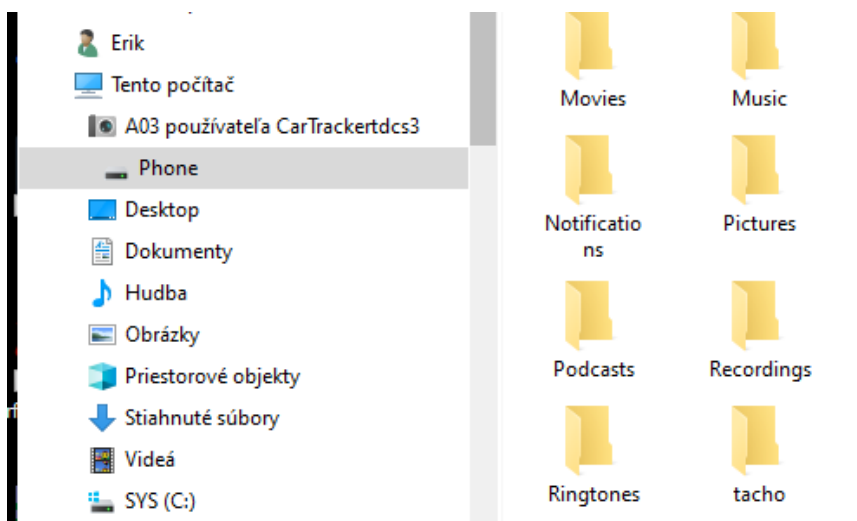 Erik
Tento počítač
A03 používateľa CarTrackertdcs3
Phone
Desktop
Dokumenty
Hudba
Obrázky
Priestorové objekty
Stiahnuté súbory
Videá
SYS (C:)
Movies
Music
Notificatio
ns
Pictures
Podcasts
Recordings
Ringtones
tacho